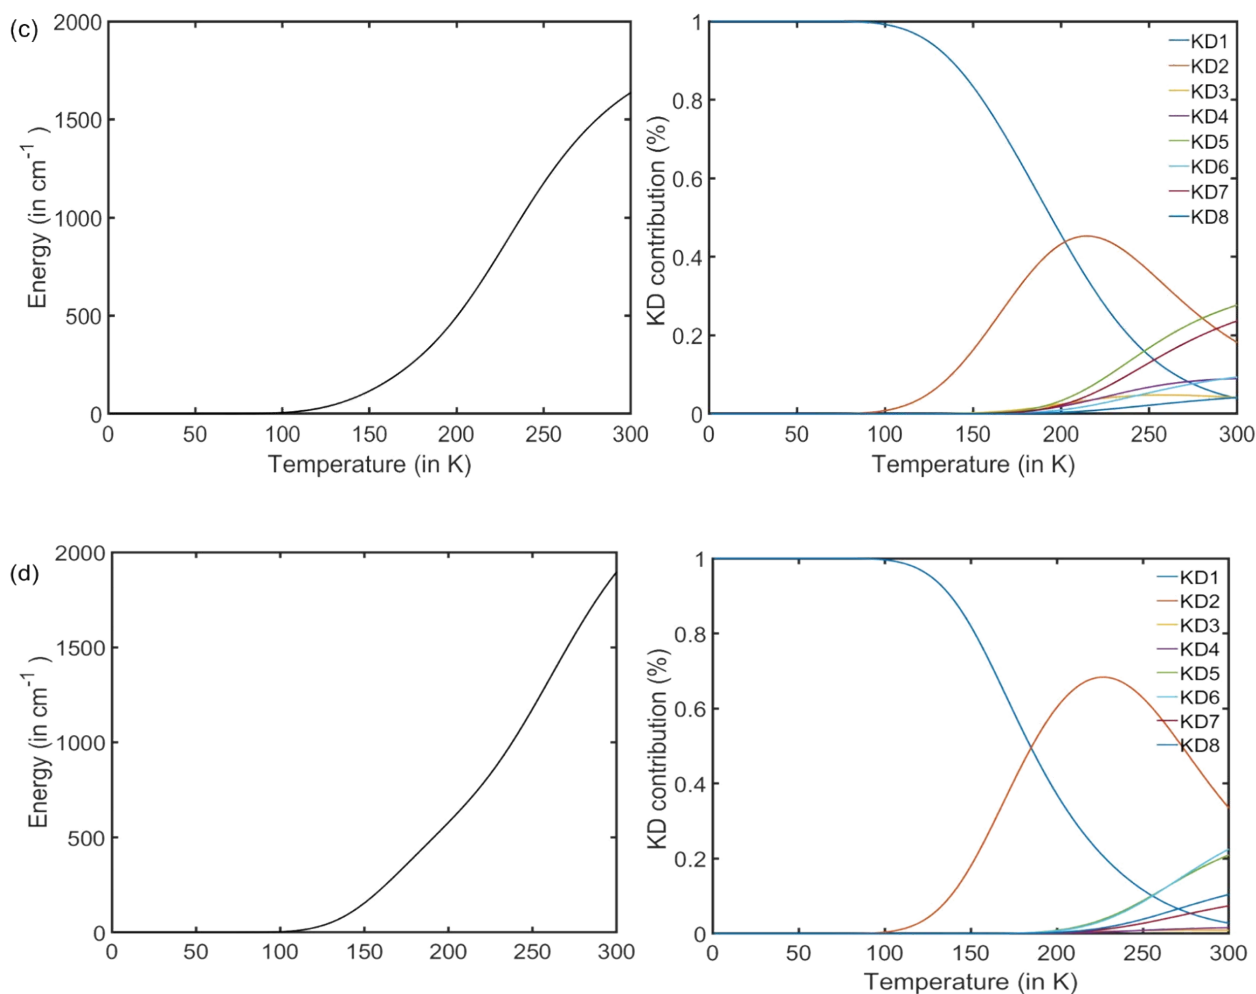 (c)
2000
1500
1000
500
0
Energy (in cm-1 )
0 50 100 150 200 250 300
Temperature (in K)
1
0.8
0.6
0.4
0.2
0
KD contribution (%)
KD1
KD2
KD3
KD4
KD5
KD6
KD7
KD8
0 50 100 150 200 250 300
Temperature (in K)
(d)
2000
1500
1000
500
0
Energy (in cm-1 )
0 50 100 150 200 250 300
1
0.8
0.6
0.4
0.2
0
KD contribution (%)
KD1
KD2
KD3
KD4
KD5
KD6
KD7
KD8
0 50 100 150 200 250 300
Temperature (in K)